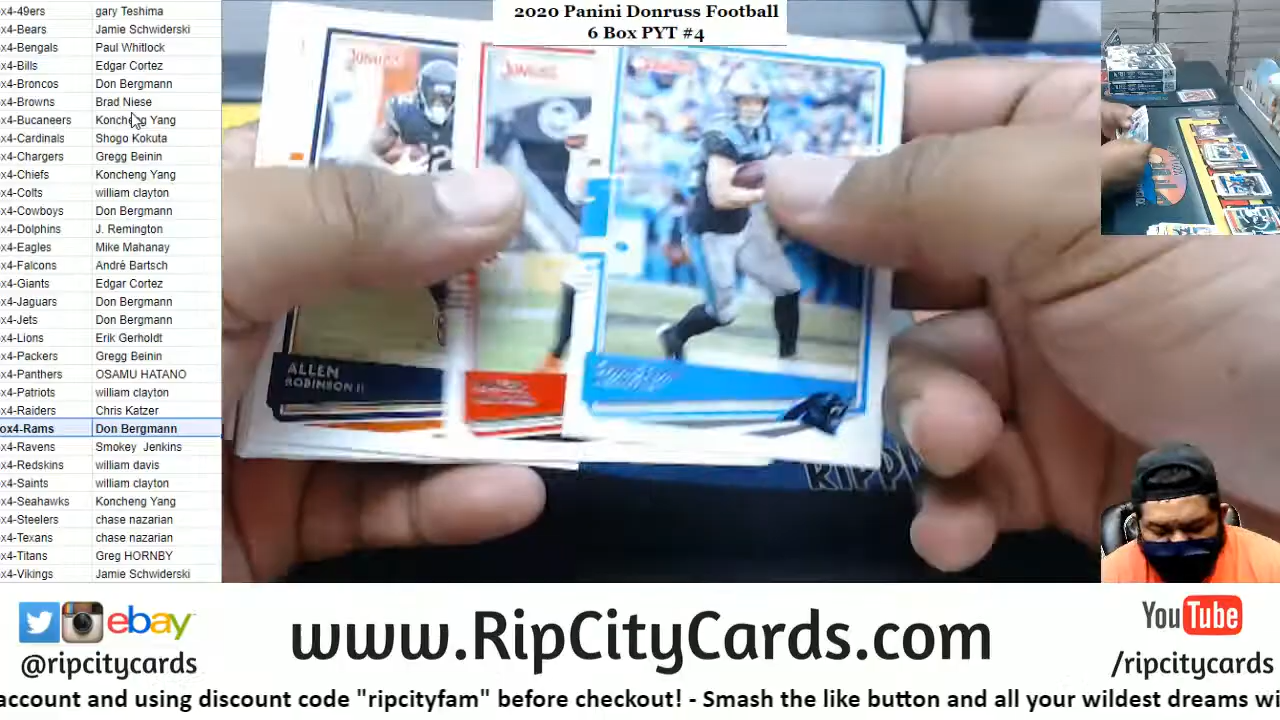 2020 Panini Donruss Football
6 Box PYT #4
x4-49ers gary Teshima
x4-Bears Jamie Schwiderski
x4-Bengals Paul Whitlock
x4-Bills Edgar Cortez
x4-Broncos Don Bergmann
x4-Browns Brad Niese
x4-Bucaneers Koncheng Yang
x4-Cardinals Shogo Kokuta
x4-Chargers Gregg Beinin
x4-Chiefs Koncheng Yang
x4-Colts william clayton
x4-Cowboys Don Bergmann
x4-Dolphins J. Remington
x4-Eagles Mike Mahanay
x4-Falcons André Bartsch
x4-Giants Edgar Cortez
x4-Jaguars Don Bergmann
x4-Jets Don Bergmann
x4-Lions Erik Gerholdt
x4-Packers Gregg Beinin
x4-Panthers OSAMU HATANO
x4-Patriots william clayton
x4-Raiders Chris Katzer
ox4-Rams Don Bergmann
x4-Ravens Smokey Jenkins
x4-Redskins william davis
x4-Saints william clayton
x4-Seahawks Koncheng Yang
x4-Steelers chase nazarian
x4-Texans chase nazarian
x4-Titans Greg HORNBY
x4-Vikings Jamie Schwiderski
DONRUSS
ALLEN
ROBINSON II
ebay
@ripcitycards
www.RipCityCards.com
YouTube
/ripcitycards
account and using discount code "ripcityfam" before checkout! - Smash the like button and all your wildest dreams wi